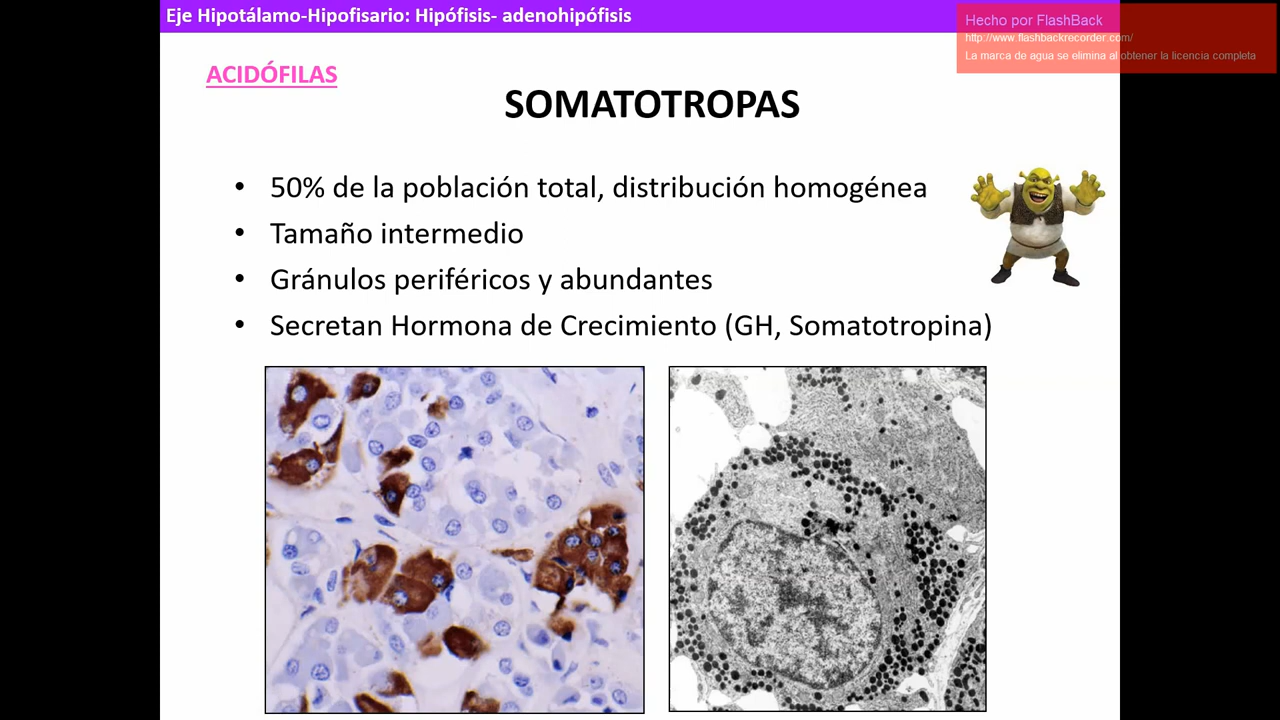 Eje Hipotálamo-Hipofisario: Hipófisis- adenohipófisis
Hecho por FlashBack
http://www.flashbackrecorder.com/
La marca de agua se elimina al obtener la licencia completa
ACIDÓFILAS
SOMATOTROPAS
• 50% de la población total, distribución homogénea
• Tamaño intermedio
• Gránulos periféricos y abundantes
• Secretan Hormona de Crecimiento (GH, Somatotropina)